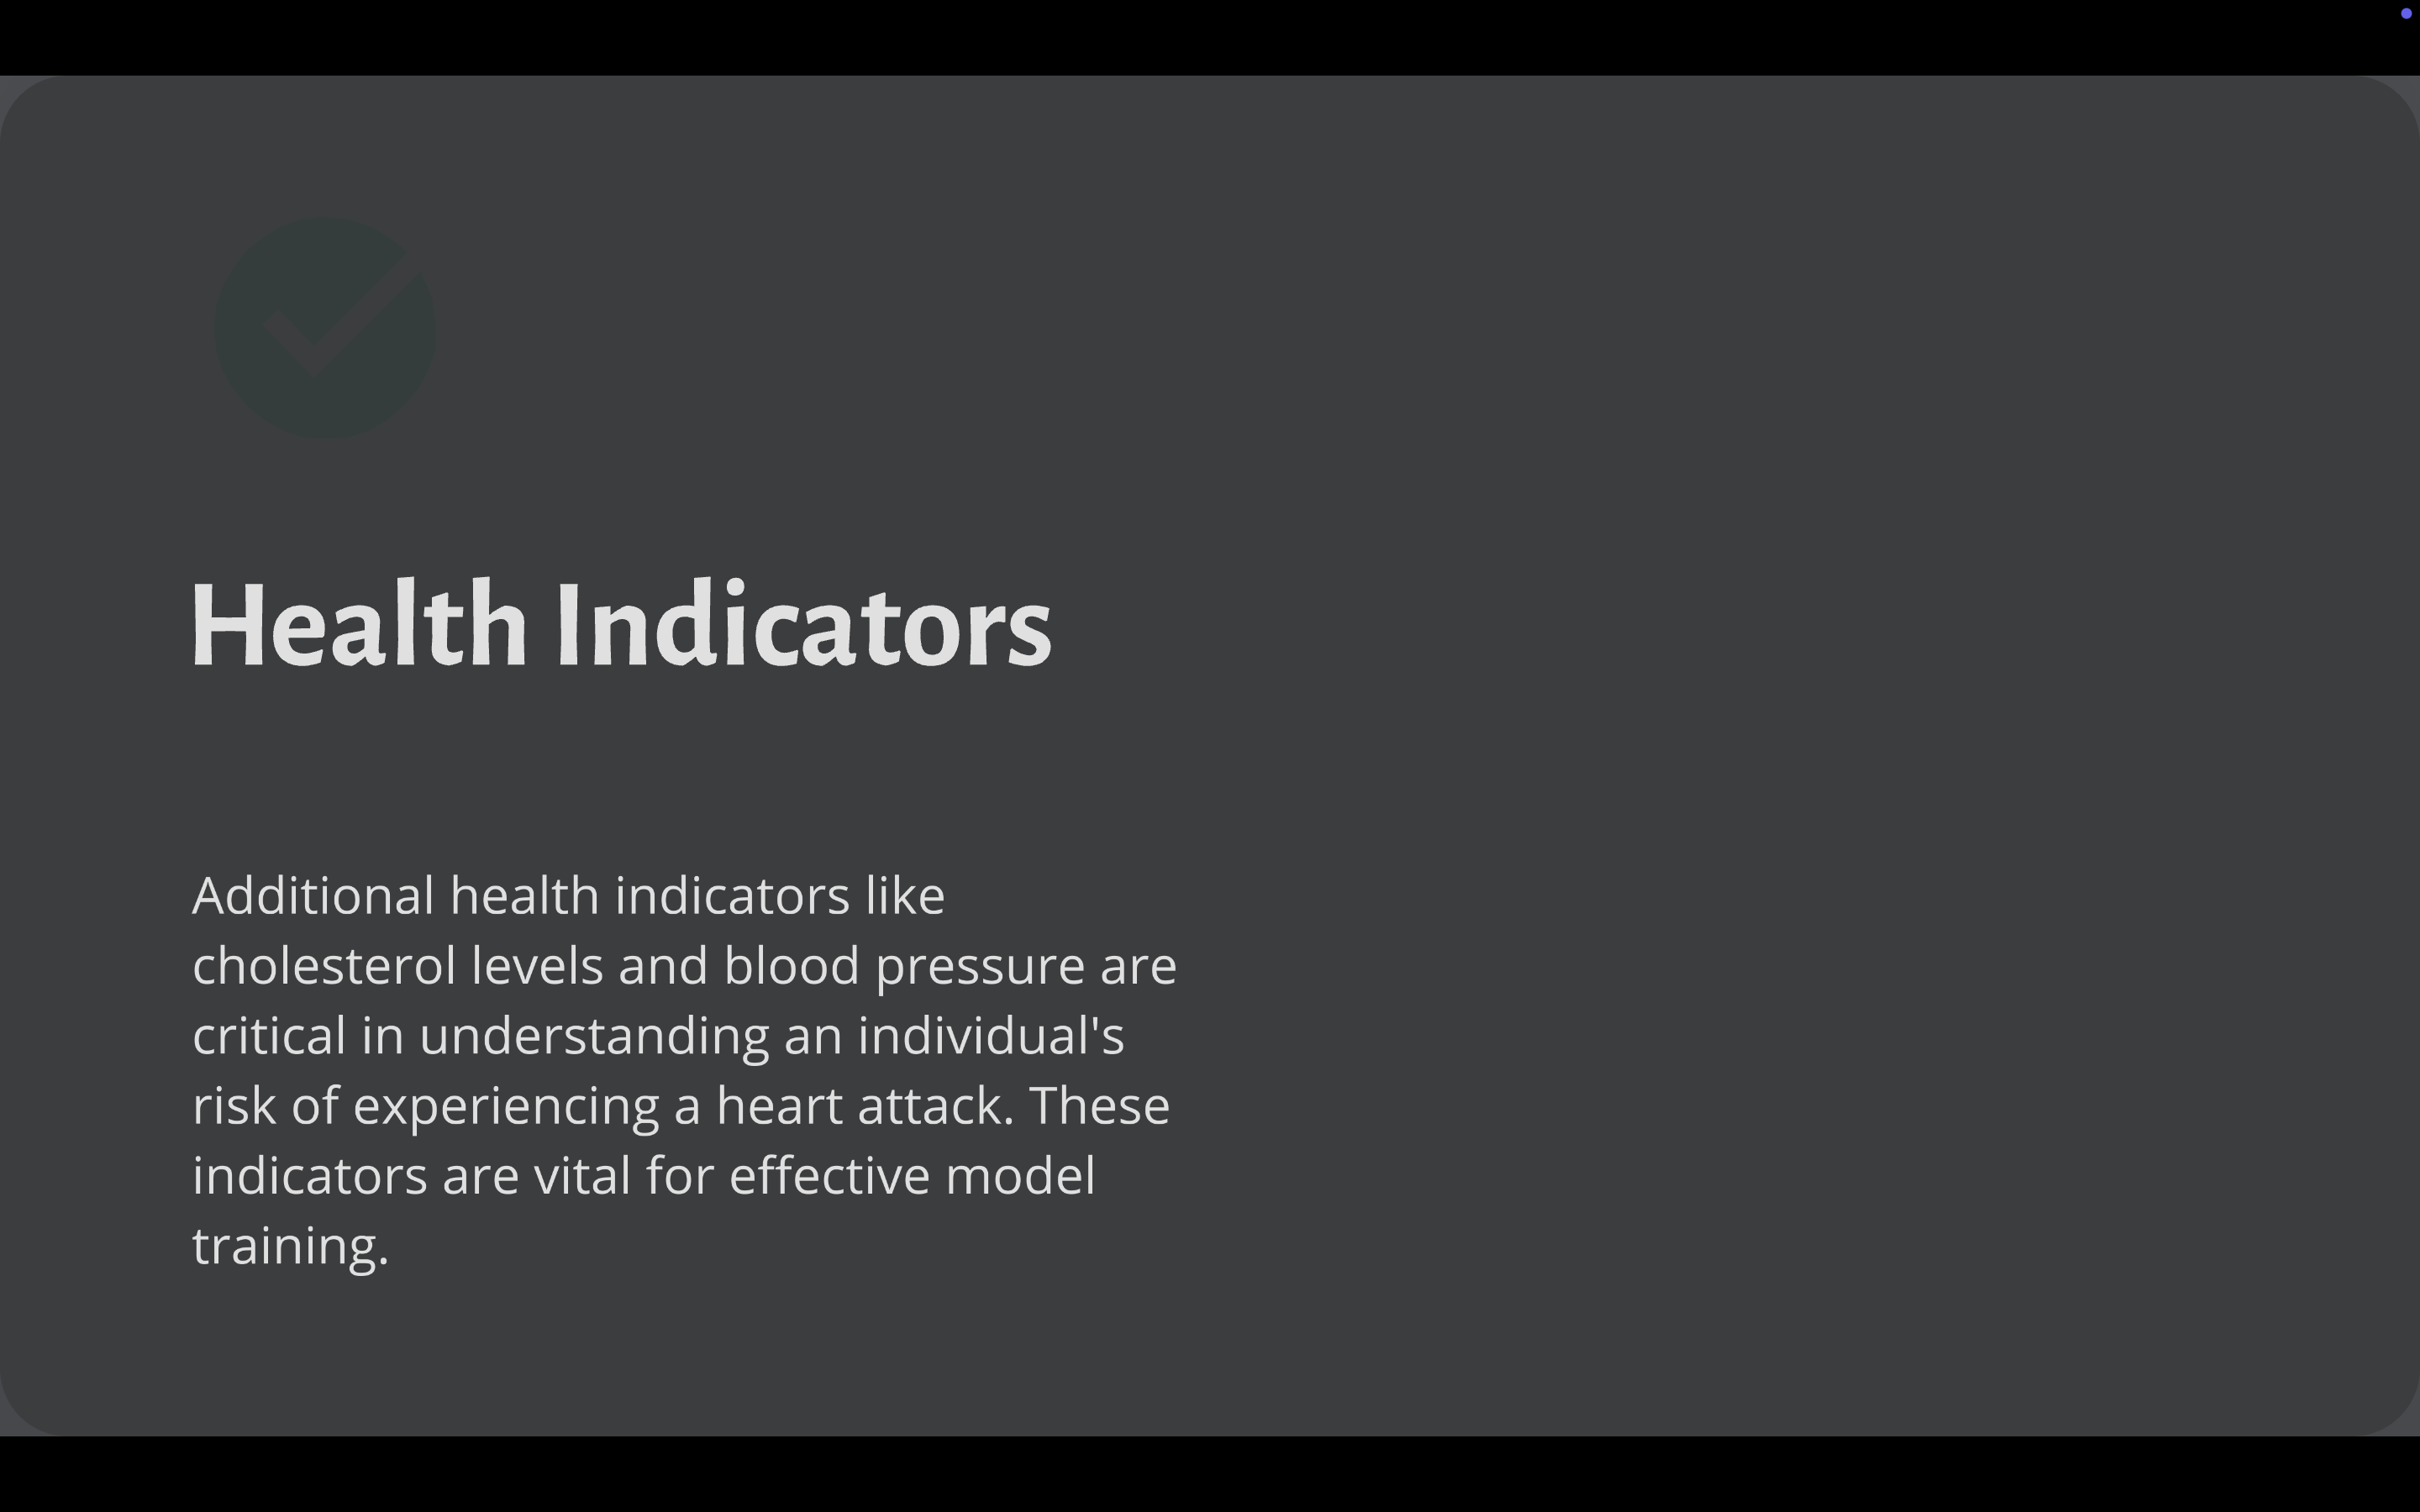 Health Indicators
Additional health indicators like
cholesterol levels and blood pressure are
critical in understanding an individual's
risk of experiencing a heart attack. These
indicators are vital for effective model
training.